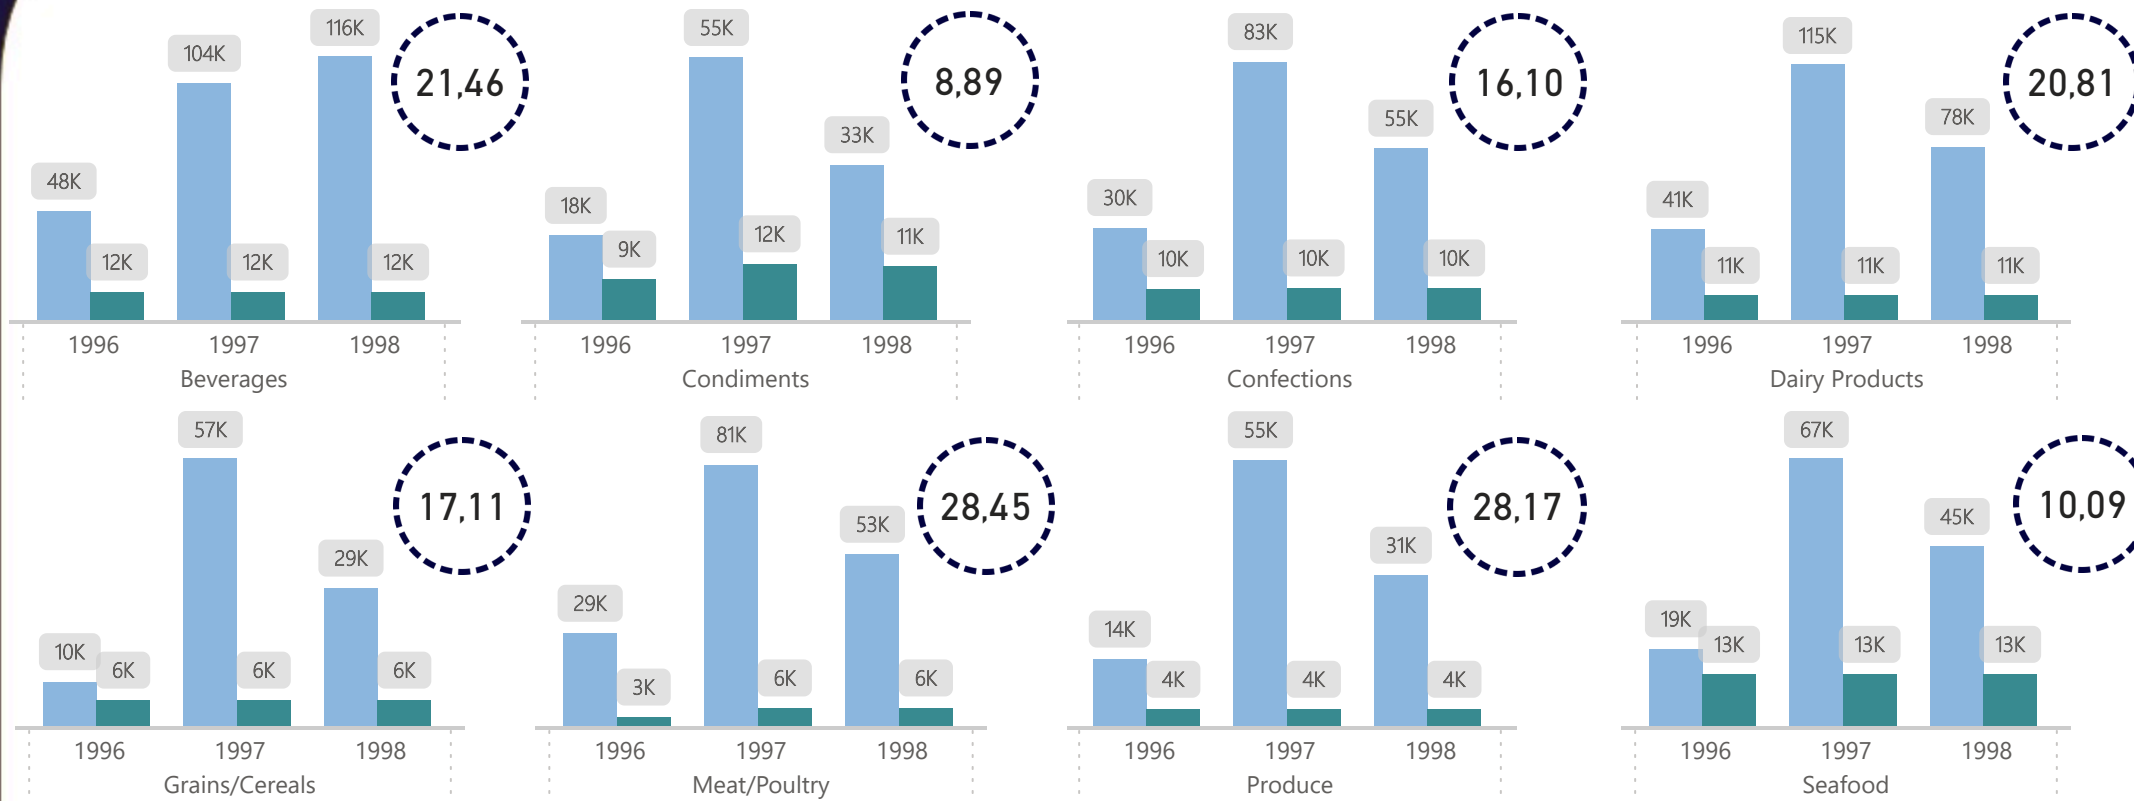 116K
104K
48K
12K 12K 12K
21,46
1996 1997 1998
Beverages
55K
33K
18K
9K 12K 11K
8,89
1996 1997 1998
Condiments
83K
55K
30K
10K 10K 10K
16,10
1996 1997 1998
Confections
115K
78K
41K
11K 11K 11K
20,81
1996 1997 1998
Dairy Products
57K
29K
10K
6K 6K 6K
17,11
1996 1997 1998
Grains/Cereals
81K
53K
29K
3K 6K 6K
28,45
1996 1997 1998
Meat/Poultry
55K
31K
14K
4K 4K 4K
28,17
1996 1997 1998
Produce
67K
45K
19K
13K 13K 13K
10,09
1996 1997 1998
Seafood